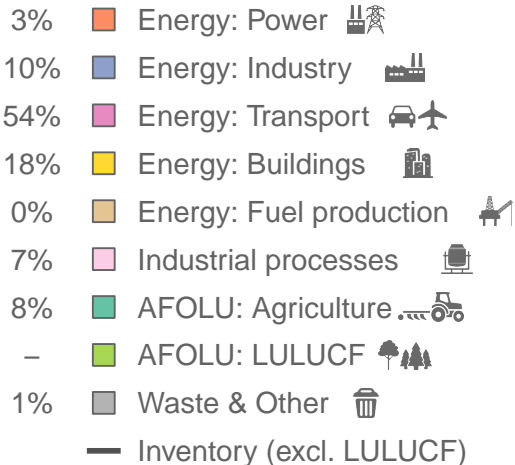 3% Energy: Power
10% Energy: Industry
54% Energy: Transport
18% Energy: Buildings
0% Energy: Fuel production
7% Industrial processes
8% AFOLU: Agriculture
– AFOLU: LULUCF
1% Waste & Other
Inventory (excl. LULUCF)